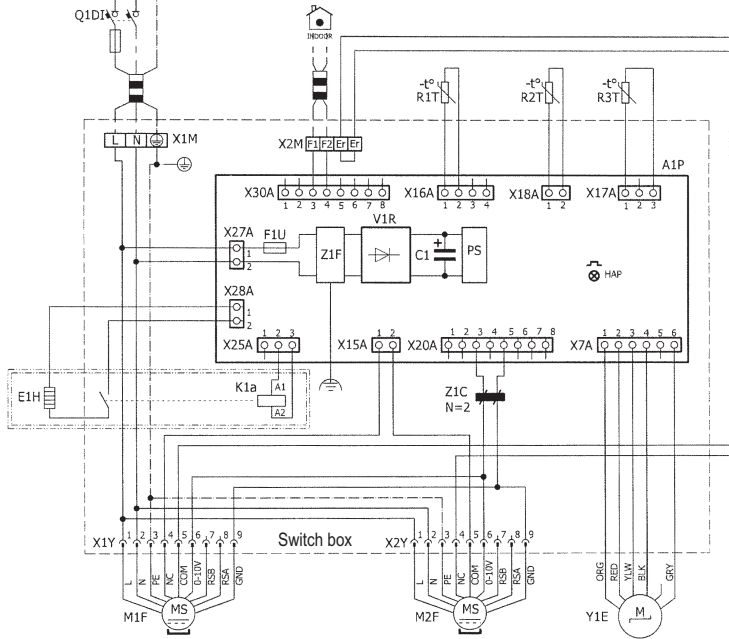 Q1DI
INDOOR
-t° R1T
-t° R2T
-t° R3T
L N X1M
X2M F1 F2 Er Er
A1P
X30A 1 2 3 4 5 6 7 8
X16A 1 2 3 4
X18A 1 2
X17A 1 2 3
X27A 1 2
F1U
Z1F
V1R
+ C1
PS
HAP
X28A 1 2
X25A 1 2 3
X15A 1 2
X20A 1 2 3 4 5 6 7 8
X7A 1 2 3 4 5 6
E1H
K1a A1 A2
Z1C
N=2
X1Y 1 2 3 4 5 6 7 8 9
Switch box
X2Y 1 2 3 4 5 6 7 8 9
L N PE NC COM 0-10V RSB RSA GND
L N PE NC COM 0-10V RSB RSA GND
ORG RED YLW BLK GRY
M1F MS
M2F MS
Y1E M